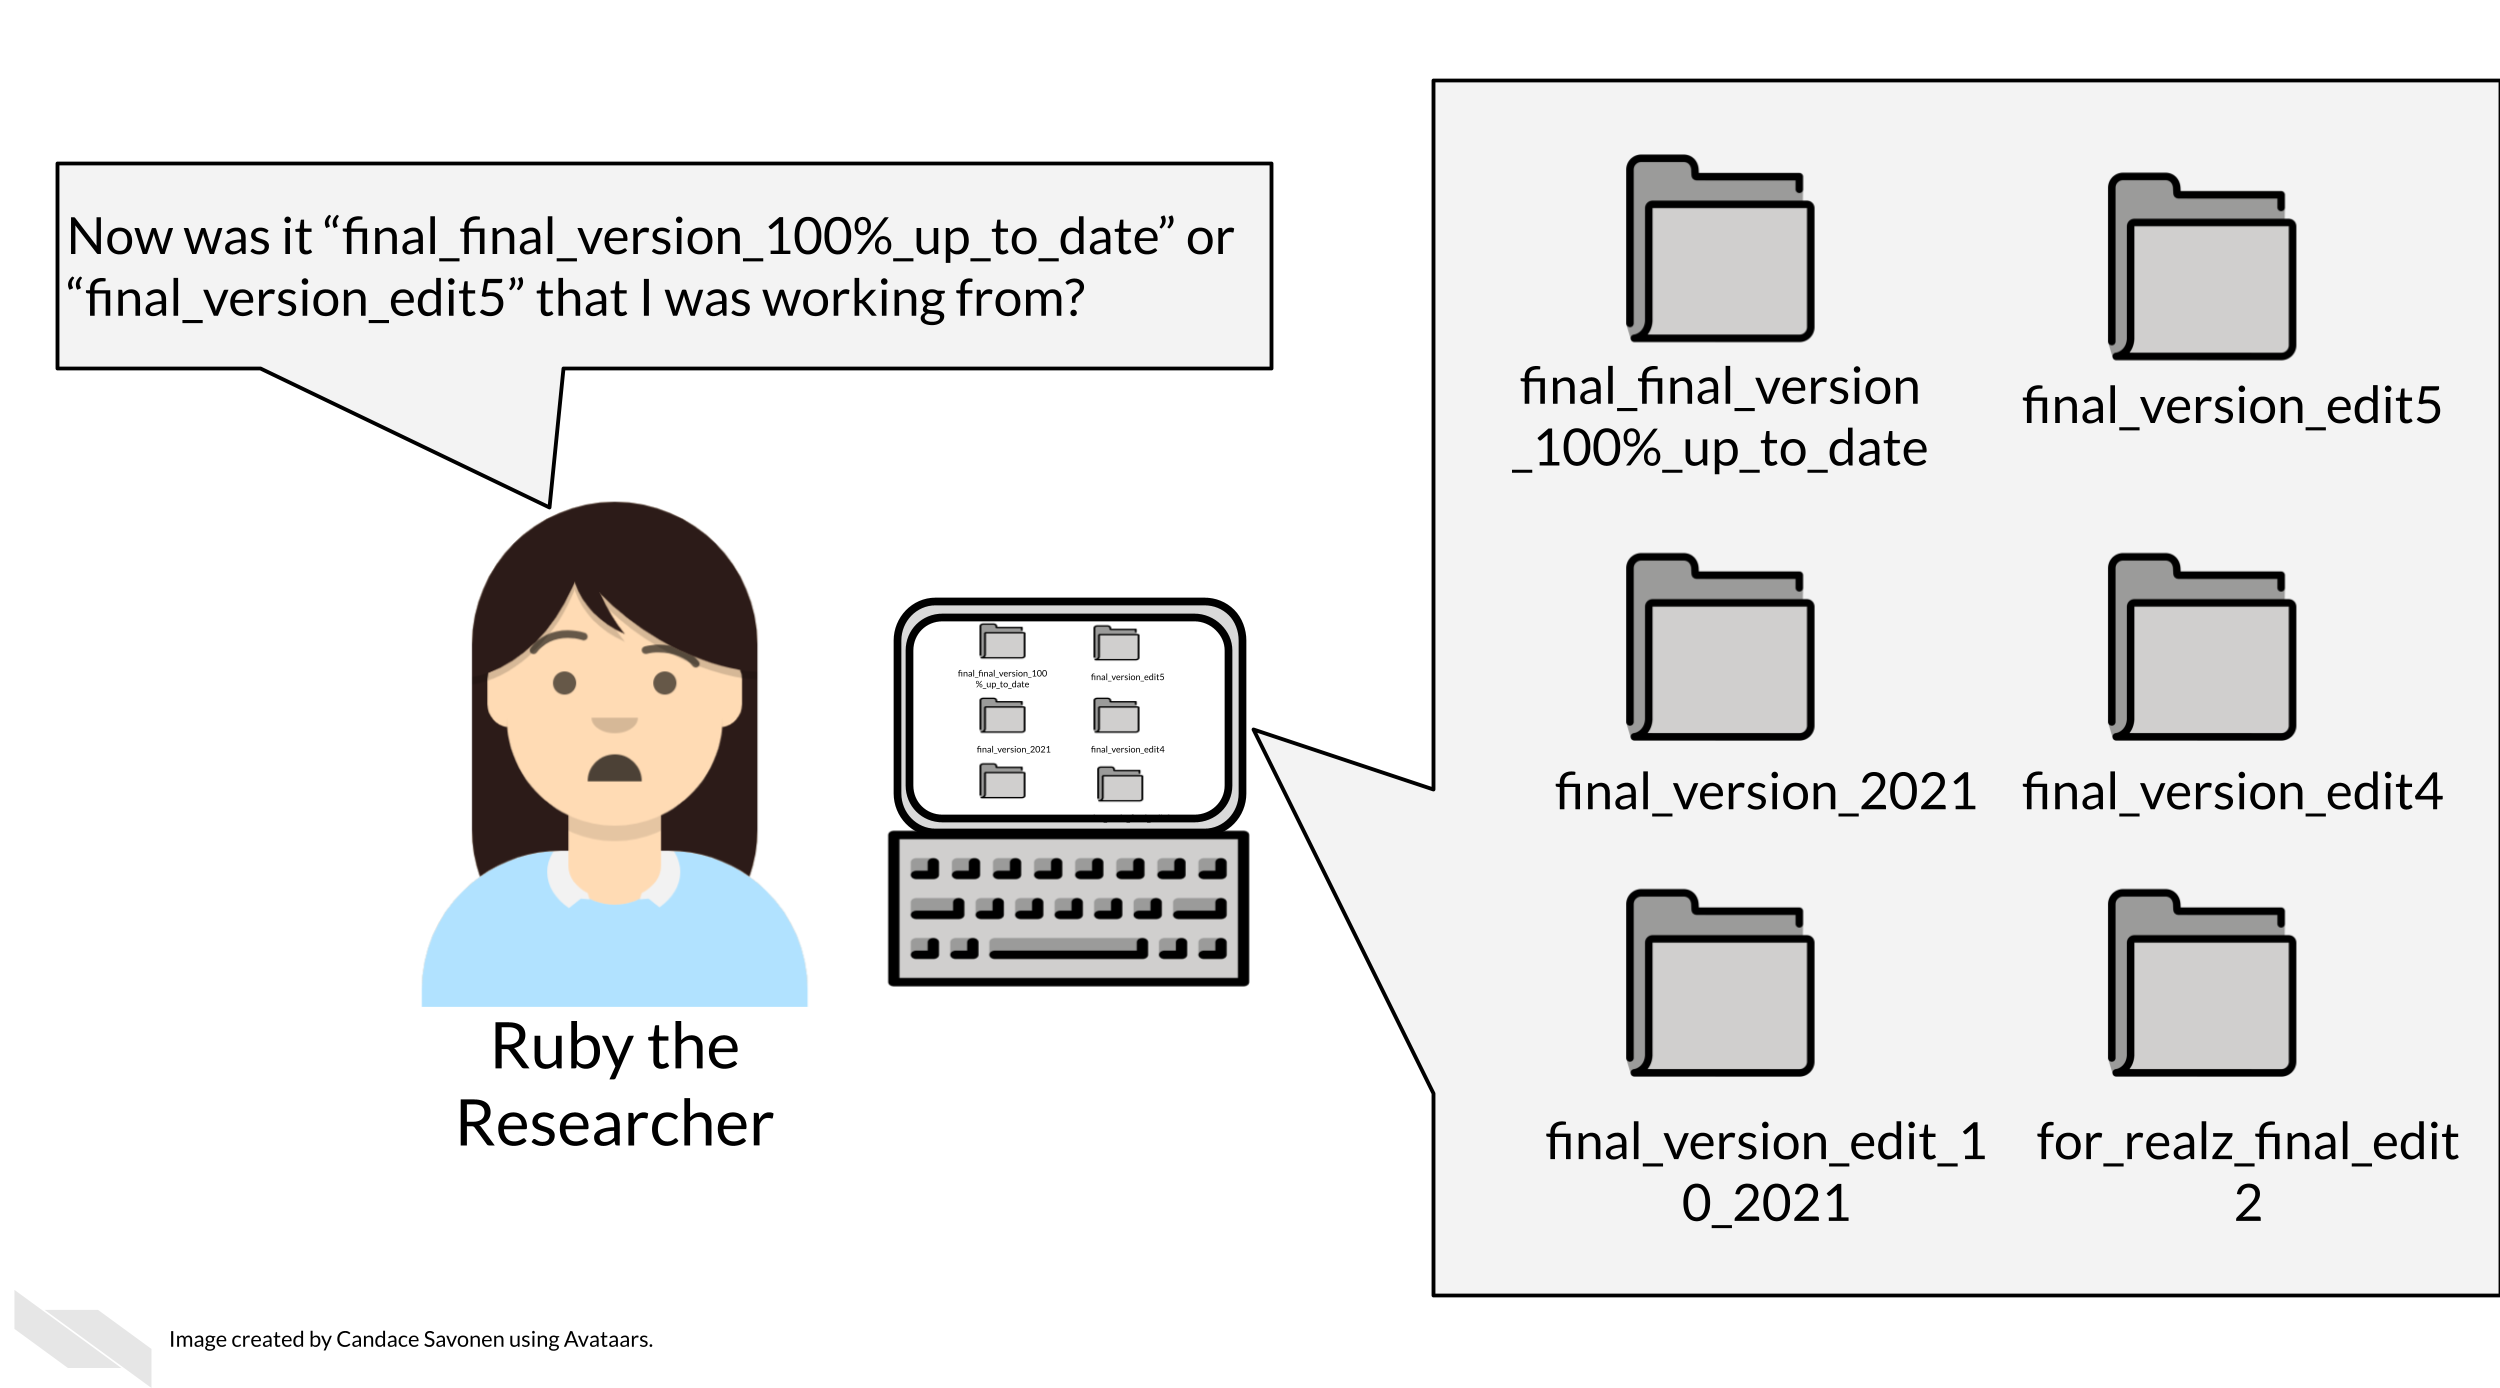 Now was it “final_final_version_100%_up_to_date” or
“final_version_edit5” that I was working from?
final_final_version
_100%_up_to_date
final_version_edit5
final_version_2021
final_version_edit4
final_version_edit_1
0_2021
for_realz_final_edit
2
final_final_version_100
%_up_to_date
final_version_edit5
final_version_2021
final_version_edit4
Ruby the
Researcher
Image created by Candace Savonen using Avataars.